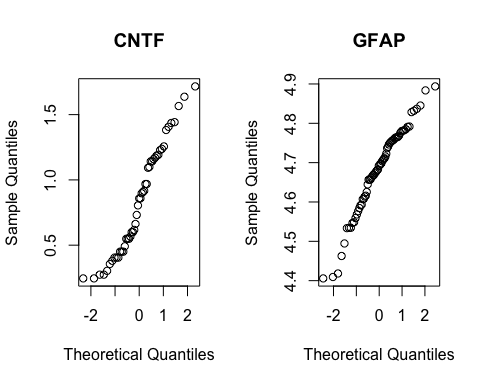 CNTF
Sample Quantiles
0.5 1.0 1.5
-2 0 1 2
Theoretical Quantiles
GFAP
Sample Quantiles
4.4 4.5 4.6 4.7 4.8 4.9
-2 0 1 2
Theoretical Quantiles